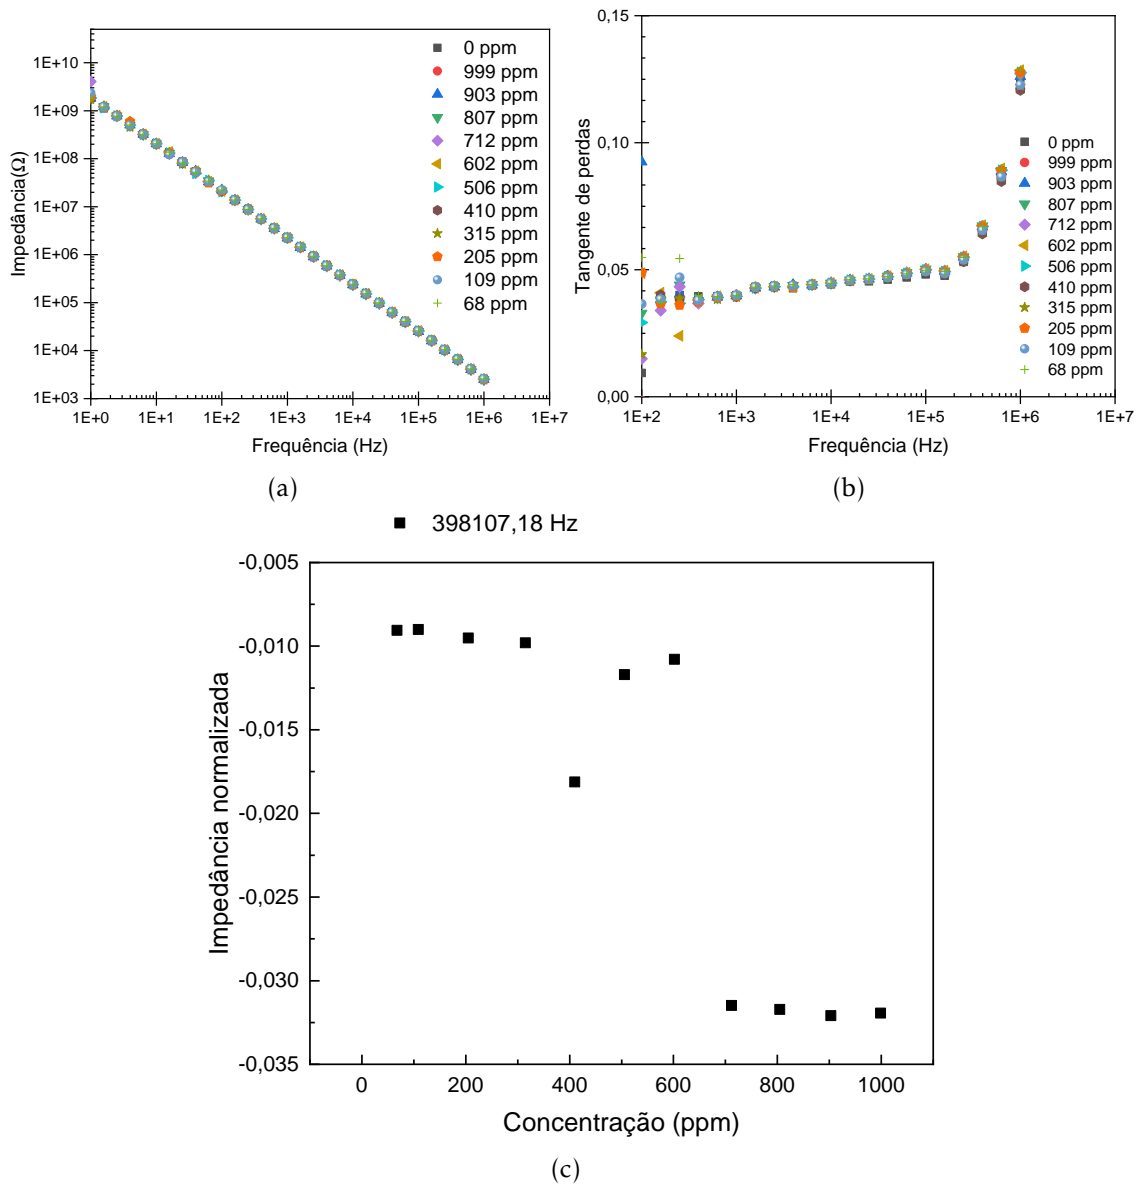 1E+10
1E+09
1E+08
1E+07
1E+06
1E+05
1E+04
1E+03
Impedância(Ω)
1E+0
1E+1
1E+2
1E+3
1E+4
1E+5
1E+6
1E+7
Frequência (Hz)
0 ppm
999 ppm
903 ppm
807 ppm
712 ppm
602 ppm
506 ppm
410 ppm
315 ppm
205 ppm
109 ppm
68 ppm
(a)
0,15
0,10
0,05
0,00
Tangente de perdas
1E+2
1E+3
1E+4
1E+5
1E+6
1E+7
Frequência (Hz)
0 ppm
999 ppm
903 ppm
807 ppm
712 ppm
602 ppm
506 ppm
410 ppm
315 ppm
205 ppm
109 ppm
68 ppm
(b)
398107,18 Hz
-0,005
-0,010
-0,015
-0,020
-0,025
-0,030
-0,035
Impedância normalizada
0
200
400
600
800
1000
Concentração (ppm)
(c)